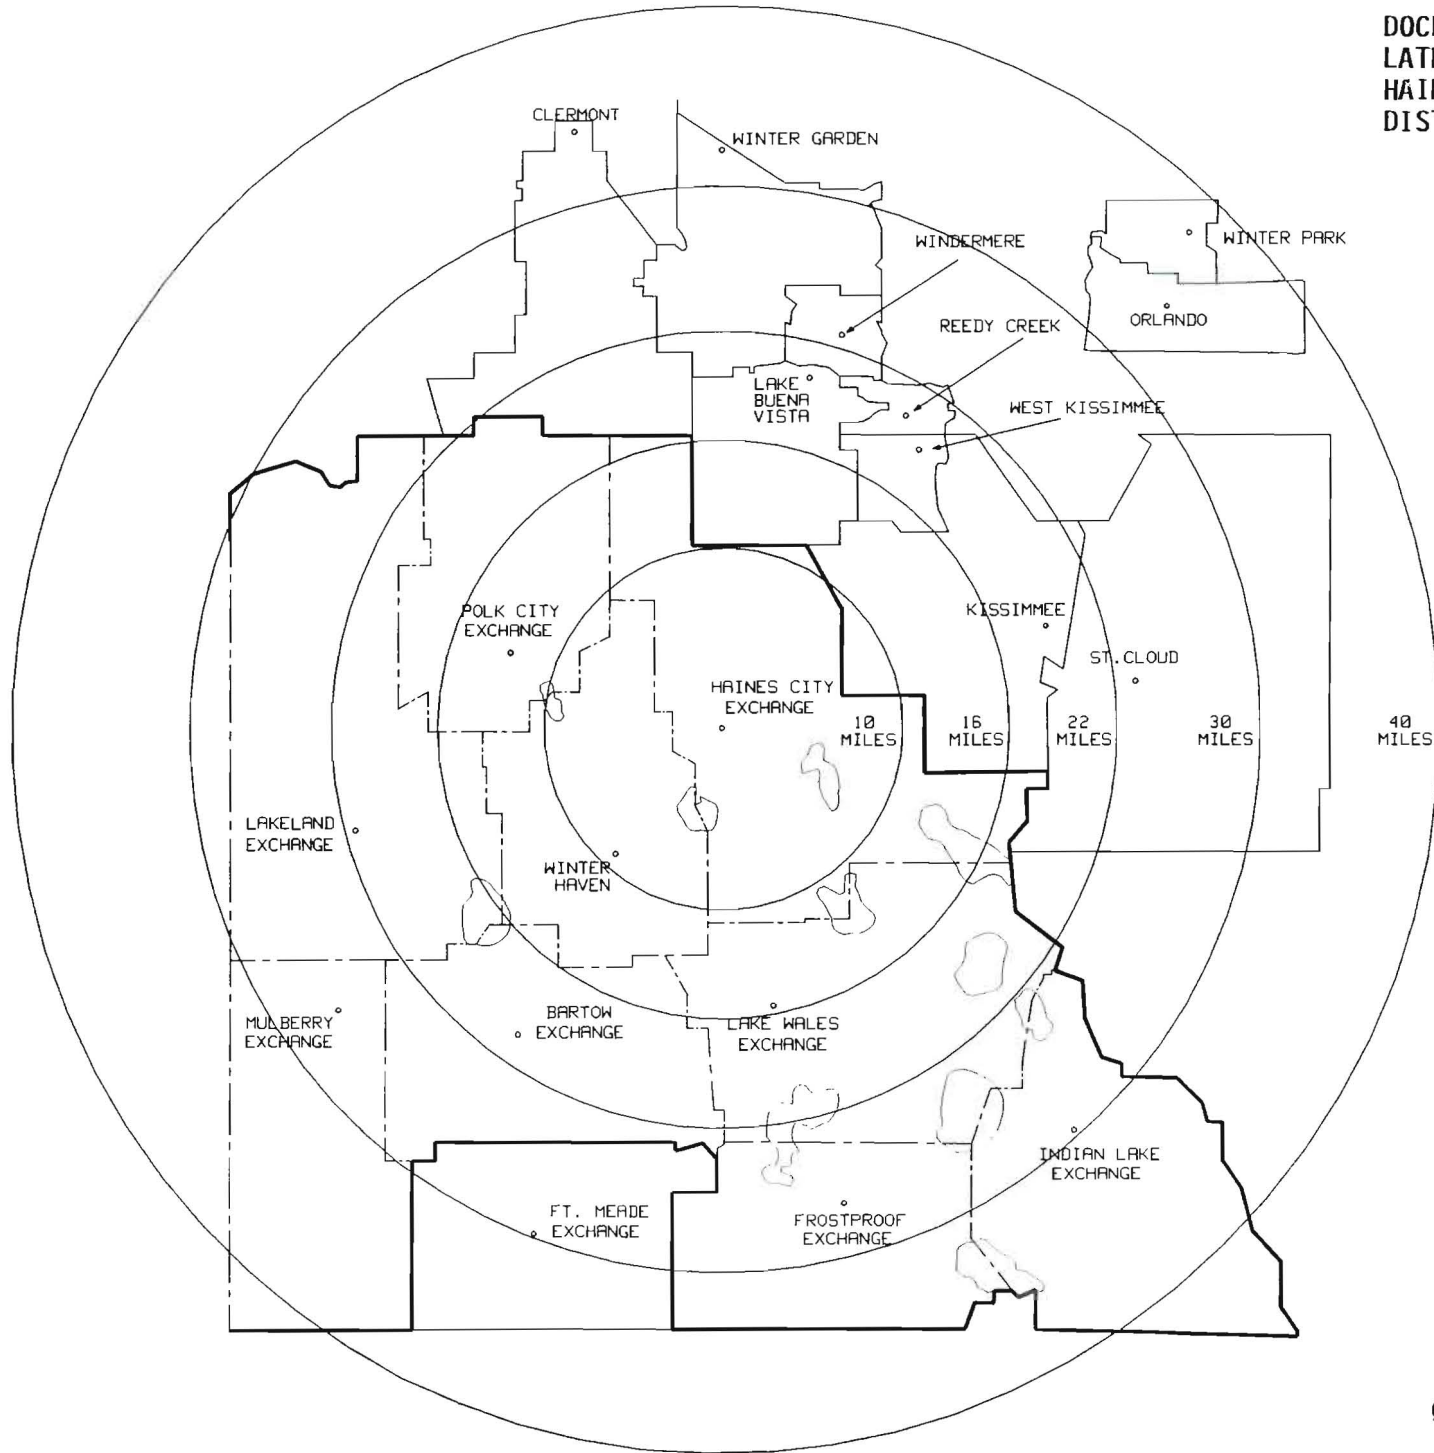 CLERMONT
WINTER GARDEN
WINDERMERE
WINTER PARK
REEDY CREEK
ORLANDO
LAKE
BUENA
VISTA
WEST KISSIMMEE
POLK CITY
EXCHANGE
KISSIMMEE
ST.CLOUD
HAINES CITY
EXCHANGE
10
MILES
16
MILES
22
MILES
30
MILES
40
MILES
LAKELAND
EXCHANGE
WINTER
HAVEN
MULBERRY
EXCHANGE
BARTOW
EXCHANGE
LAKE WALES
EXCHANGE
INDIAN LAKE
EXCHANGE
FT. MEADE
EXCHANGE
FROSTPROOF
EXCHANGE